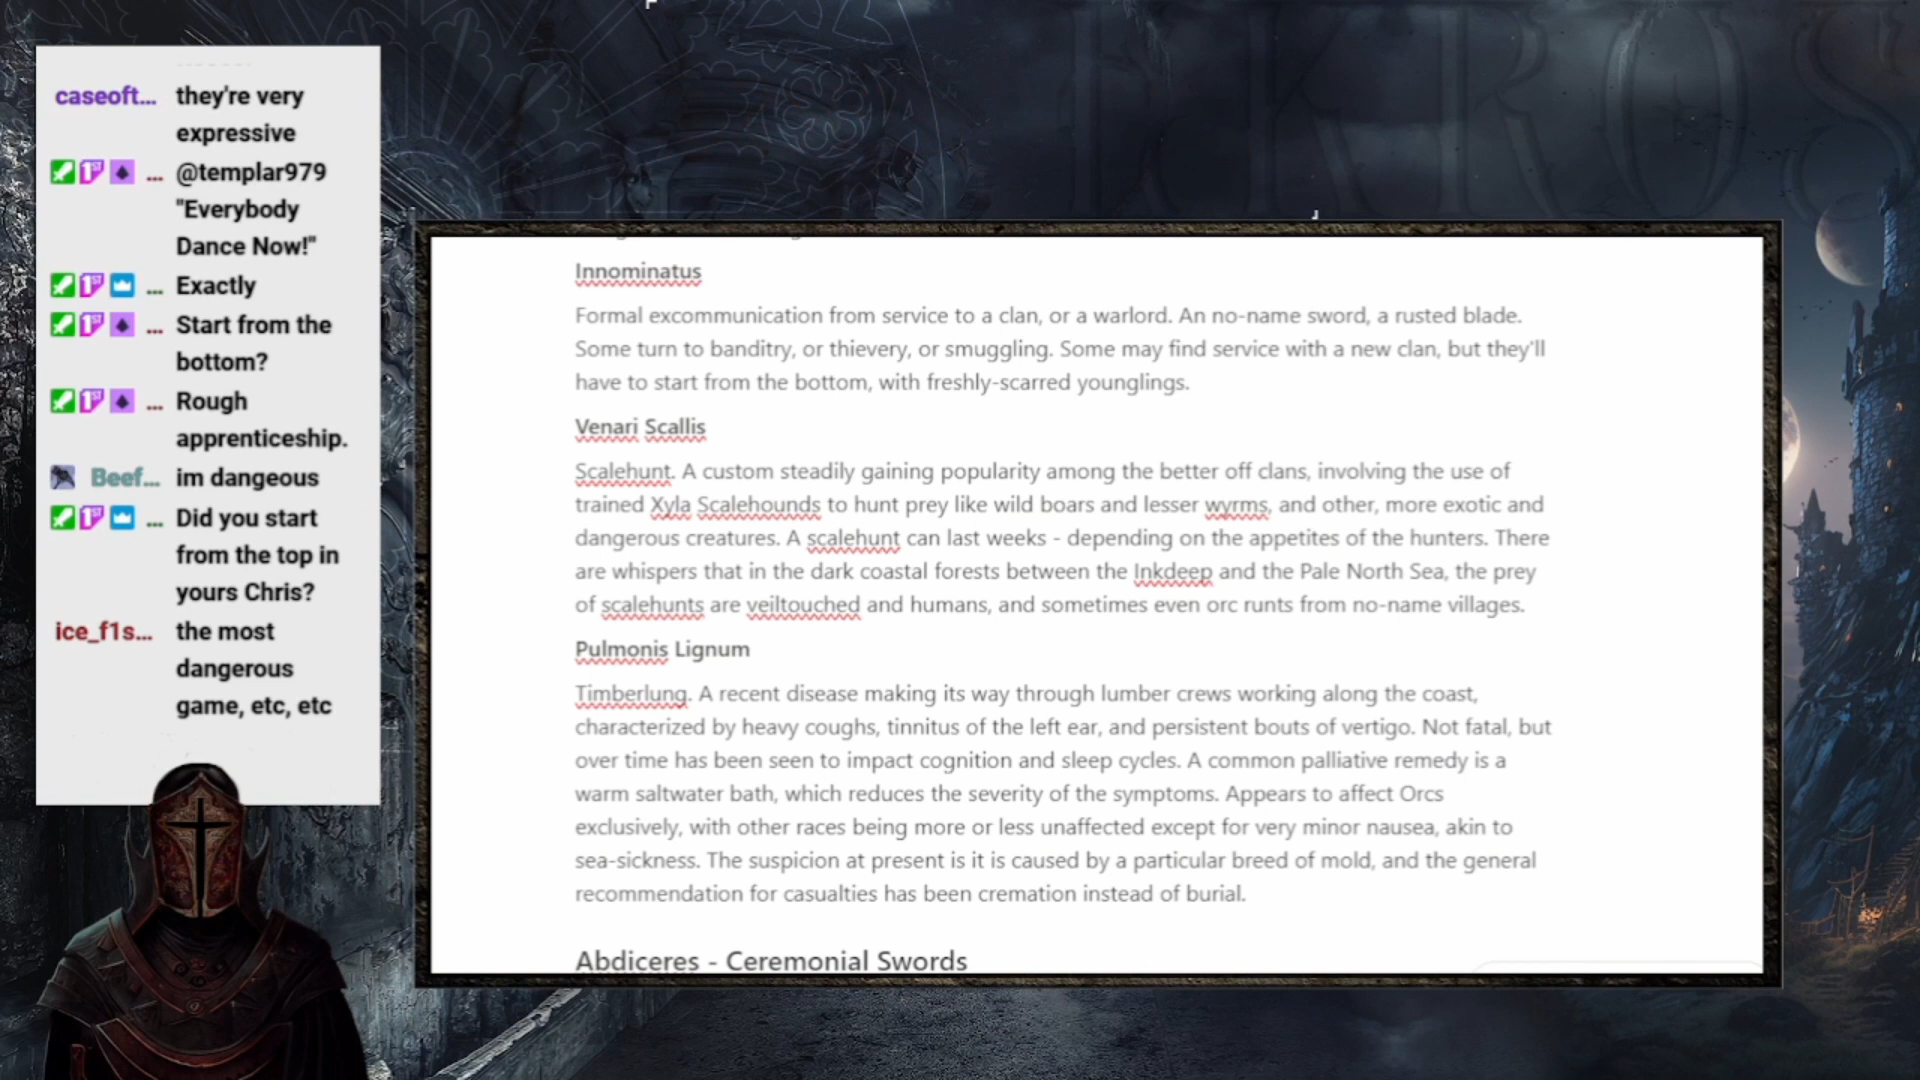 caseoft... they're very
expressive
... @templar979
"Everybody
Dance Now!"
... Exactly
... Start from the
bottom?
... Rough
apprenticeship.
Beef... im dangeous
... Did you start
from the top in
yours Chris?
ice_f1s... the most
dangerous
game, etc, etc
Innominatus
Formal excommunication from service to a clan, or a warlord. An no-name sword, a rusted blade.
Some turn to banditry, or thievery, or smuggling. Some may find service with a new clan, but they'll
have to start from the bottom, with freshly-scarred younglings.
Venari Scallis
Scalehunt. A custom steadily gaining popularity among the better off clans, involving the use of
trained Xyla Scalehounds to hunt prey like wild boars and lesser wyrms, and other, more exotic and
dangerous creatures. A scalehunt can last weeks - depending on the appetites of the hunters. There
are whispers that in the dark coastal forests between the Inkdeep and the Pale North Sea, the prey
of scalehunts are veiltouched and humans, and sometimes even orc runts from no-name villages.
Pulmonis Lignum
Timberlung. A recent disease making its way through lumber crews working along the coast,
characterized by heavy coughs, tinnitus of the left ear, and persistent bouts of vertigo. Not fatal, but
over time has been seen to impact cognition and sleep cycles. A common palliative remedy is a
warm saltwater bath, which reduces the severity of the symptoms. Appears to affect Orcs
exclusively, with other races being more or less unaffected except for very minor nausea, akin to
sea-sickness. The suspicion at present is it is caused by a particular breed of mold, and the general
recommendation for casualties has been cremation instead of burial.
Abdiceres - Ceremonial Swords